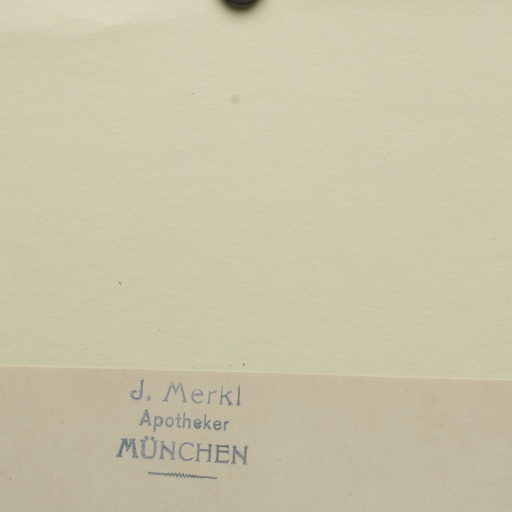 J. Merkl
Apotheker
MÜNCHEN